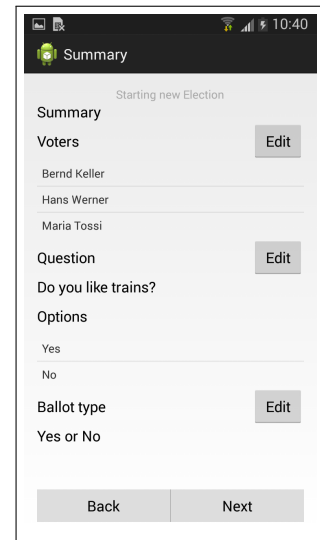 10:40
Summary
Starting new Election
Summary
Voters Edit
Bernd Keller
Hans Werner
Maria Tossi
Question Edit
Do you like trains?
Options
Yes
No
Ballot type Edit
Yes or No
Back Next